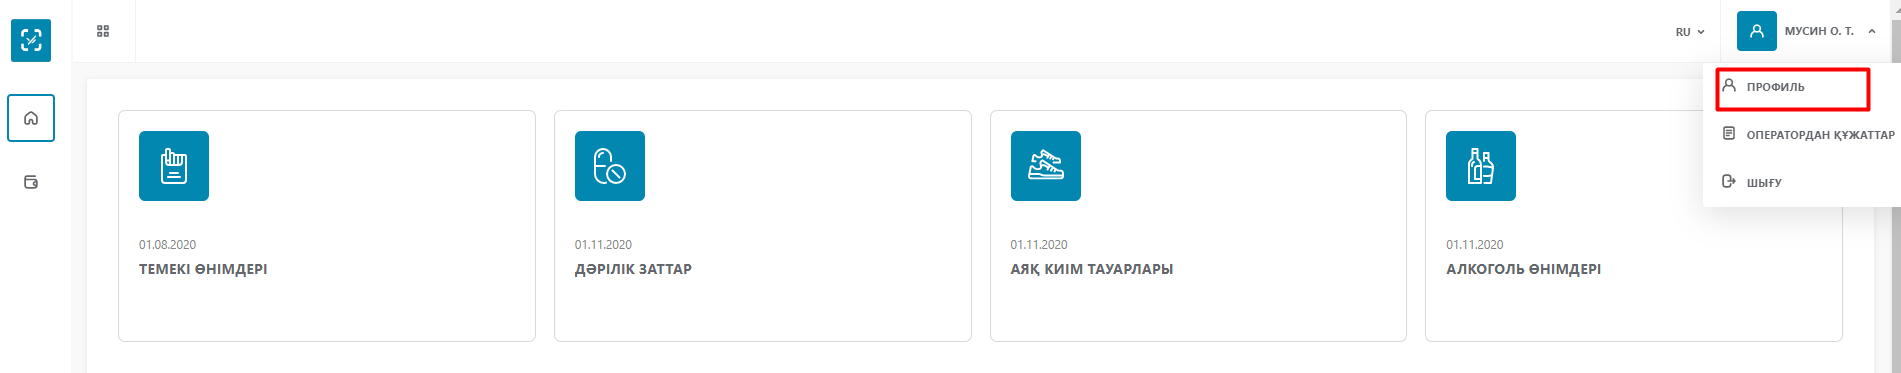 RU
МУСИН О. Т.
ПРОФИЛЬ
ОПЕРАТОРДАН ҚҰЖАТТАР
ШЫҒУ
01.08.2020
ТЕМЕКІ ӨНІМДЕРІ
01.11.2020
ДӘРІЛІК ЗАТТАР
01.11.2020
АЯҚ КИІМ ТАУАРЛАРЫ
01.11.2020
АЛКОГОЛЬ ӨНІМДЕРІ